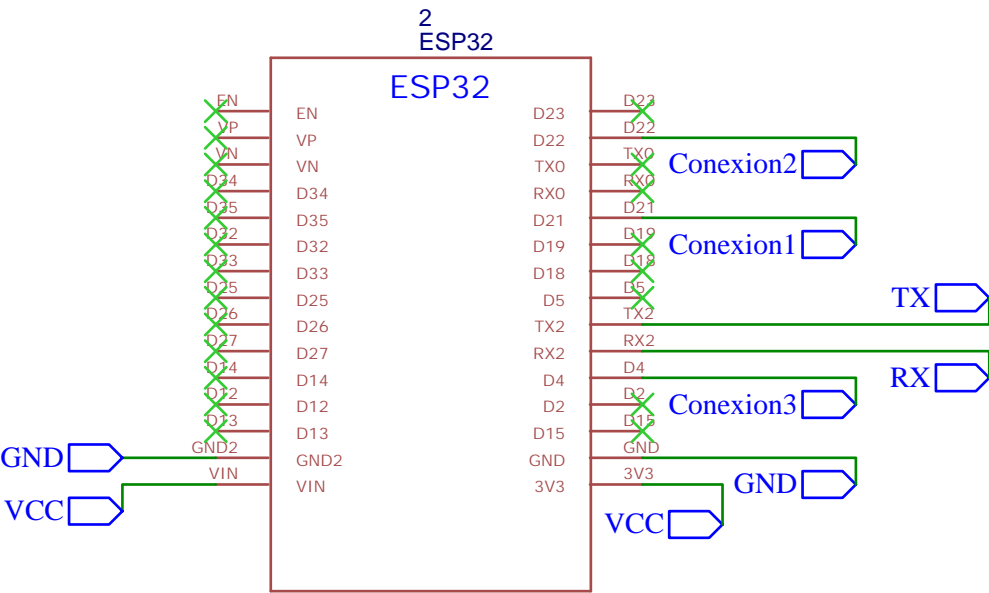 2
ESP32
ESP32
EN
VP
VN
D34
D35
D32
D33
D25
D26
D27
D14
D12
D13
GND2
VIN
EN
VP
VN
D34
D35
D32
D33
D25
D26
D27
D14
D12
D13
GND2
VIN
D23
D22
TX0
RX0
D21
D19
D18
D5
TX2
RX2
D4
D2
D15
GND
3V3
D23
D22
TX0
RX0
D21
D19
D18
D5
TX2
RX2
D4
D2
D15
GND
3V3
GND
VCC
Conexion2
Conexion1
TX
RX
Conexion3
GND
VCC